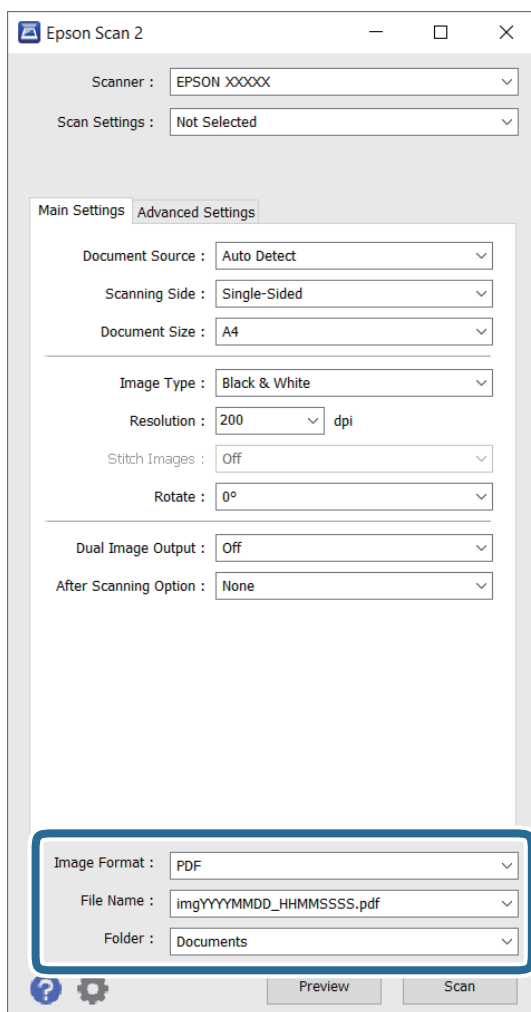 Epson Scan 2
Scanner : EPSON XXXXX
Scan Settings : Not Selected
Main Settings Advanced Settings
Document Source : Auto Detect
Scanning Side : Single-Sided
Document Size : A4
Image Type : Black & White
Resolution : 200 dpi
Stitch Images : Off
Rotate : 0°
Dual Image Output : Off
After Scanning Option : None
Image Format : PDF
File Name : imgYYYYMMDD_HHMMSSSS.pdf
Folder : Documents
? Preview Scan